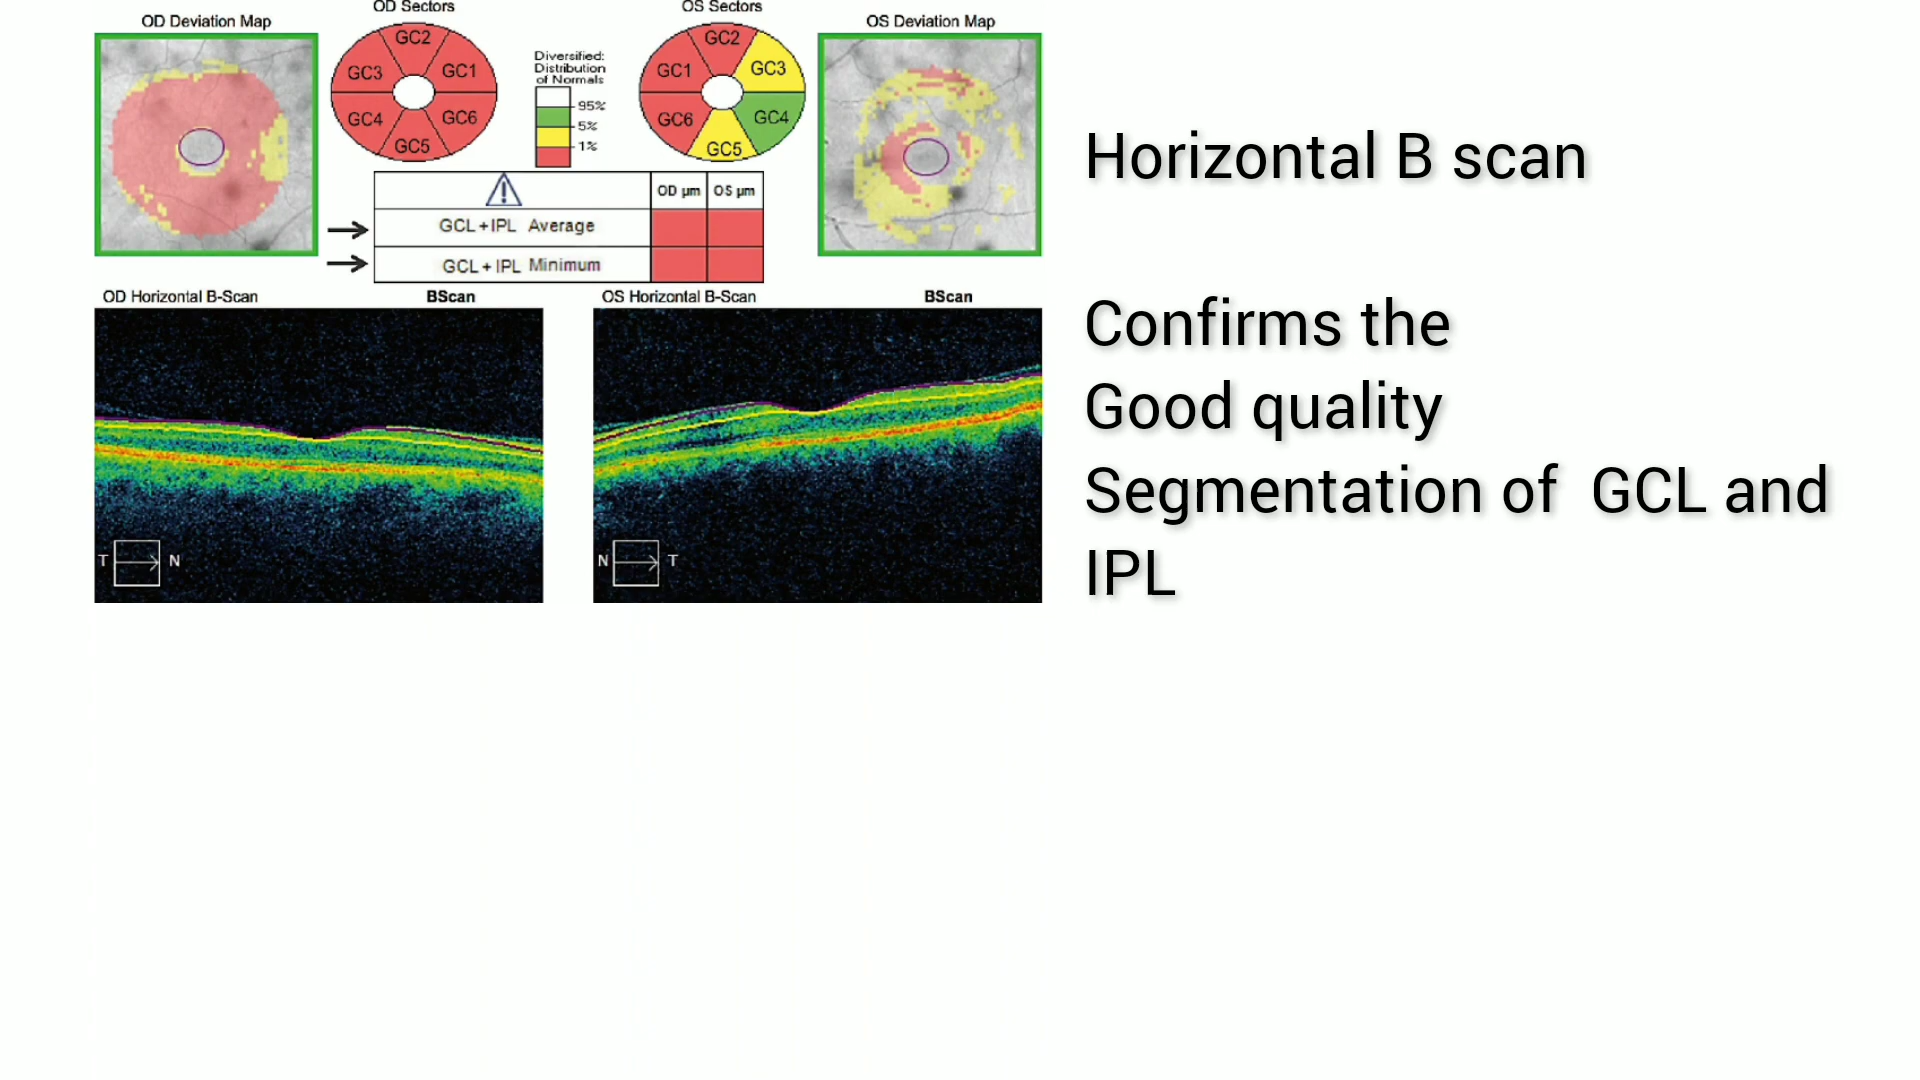 OD Deviation Map
OD Sectors
GC2
GC3
GC1
GC4
GC6
GC5
Diversified:
Distribution
of Normals
95%
5%
1%
OS Sectors
GC2
GC1
GC3
GC6
GC4
GC5
OS Deviation Map
OD µm OS µm
GCL + IPL Average
GCL + IPL Minimum
OD Horizontal B-Scan BScan
T N
OS Horizontal B-Scan BScan
N T
Horizontal B scan
Confirms the
Good quality
Segmentation of GCL and
IPL